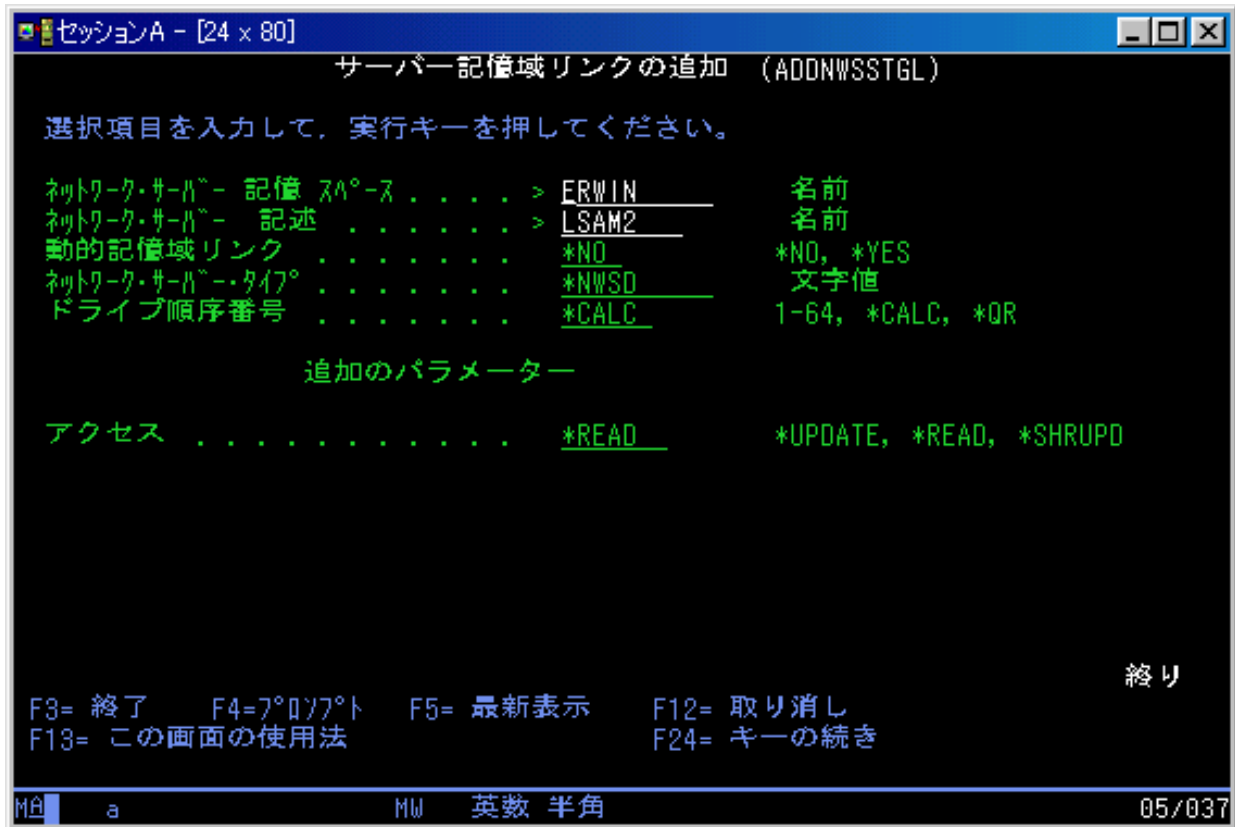 セッションA - [24 x 80]
サーバー記憶域リンクの追加 (ADDNWSSTGL)
選択項目を入力して，実行キーを押してください。
ﾈｯﾄﾜｰｸ･ｻｰﾊﾞｰ 記憶 ｽﾍﾟｰｽ . . . . > ERWIN 名前
ﾈｯﾄﾜｰｸ･ｻｰﾊﾞｰ 記述 . . . . . . > LSAM2 名前
動的記憶域リンク . . . . . . . *NO *NO, *YES
ﾈｯﾄﾜｰｸ･ｻｰﾊﾞｰ･ﾀｲﾌﾟ . . . . . . . *NWSD 文字値
ドライブ順序番号 . . . . . . . *CALC 1-64, *CALC, *QR
追加のパラメーター
アクセス . . . . . . . . . . . *READ *UPDATE, *READ, *SHRUPD
終り
F3= 終了 F4=ﾌﾟﾛﾝﾌﾟﾄ F5= 最新表示 F12= 取り消し
F13= この画面の使用法 F24= キーの続き
MA a MW 英数 半角 05/037